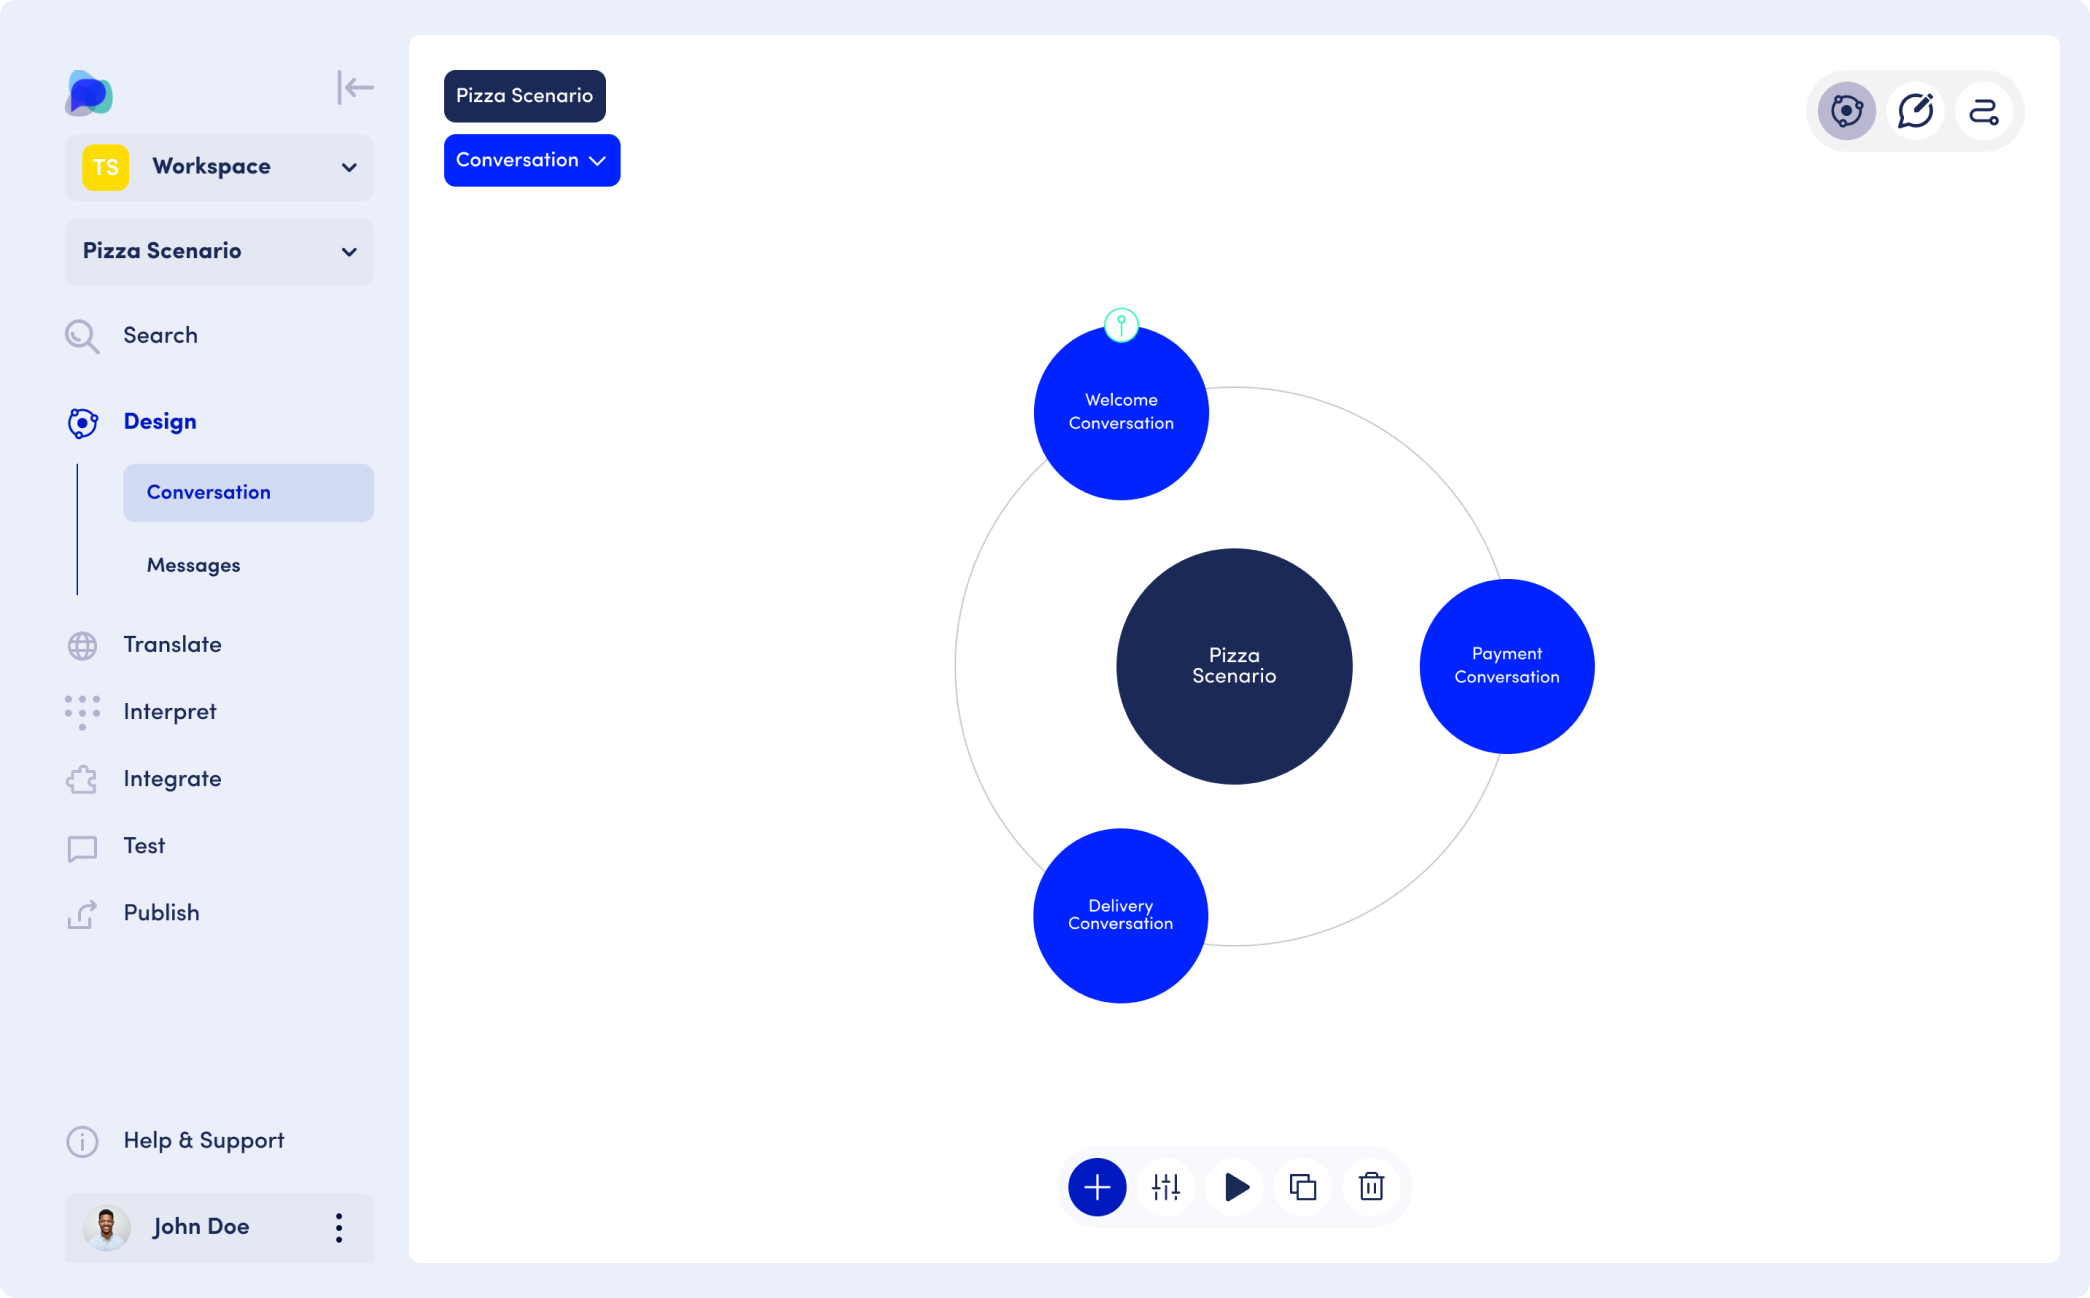 TS
Workspace
Pizza Scenario
Search
Design
Conversation
Messages
Translate
Interpret
Integrate
Test
Publish
Help & Support
John Doe
Pizza Scenario
Conversation
Welcome
Conversation
Pizza
Scenario
Payment
Conversation
Delivery
Conversation